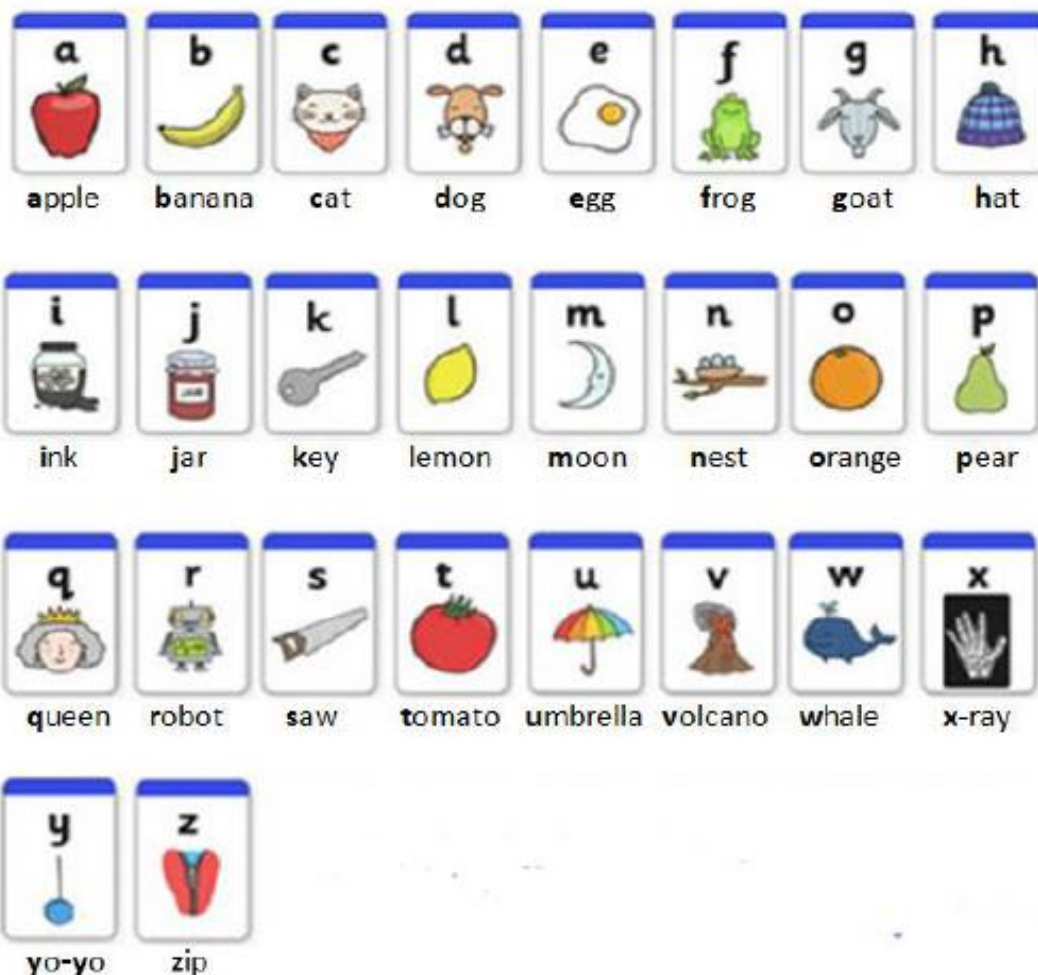 a b c d e f g h
apple banana cat dog egg frog goat hat
i j k l m n o p
ink jar key lemon moon nest orange pear
q r s t u v w x
queen robot saw tomato umbrella volcano whale x-ray
y z
yo-yo zip